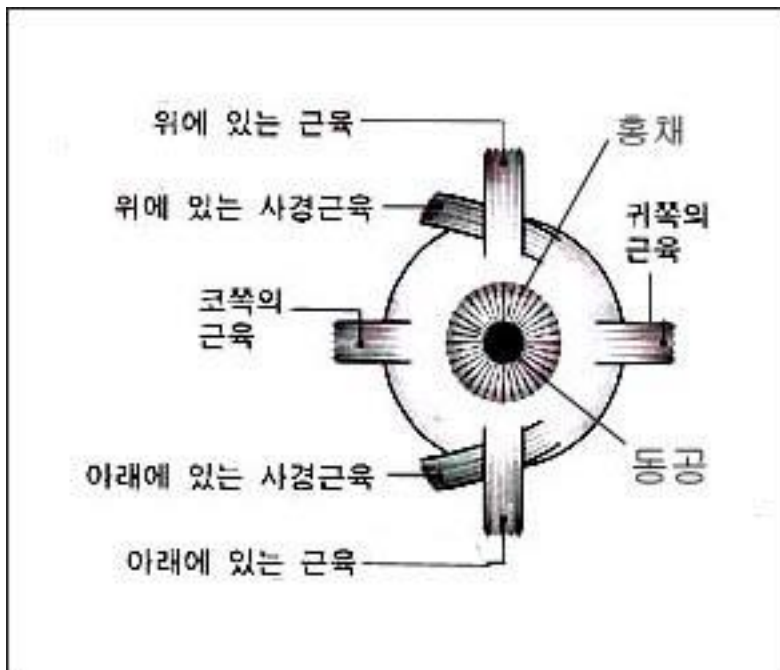 위에 있는 근육
홍채
위에 있는 사경근육
귀쪽의
근육
코쪽의
근육
아래에 있는 사경근육
동공
아래에 있는 근육